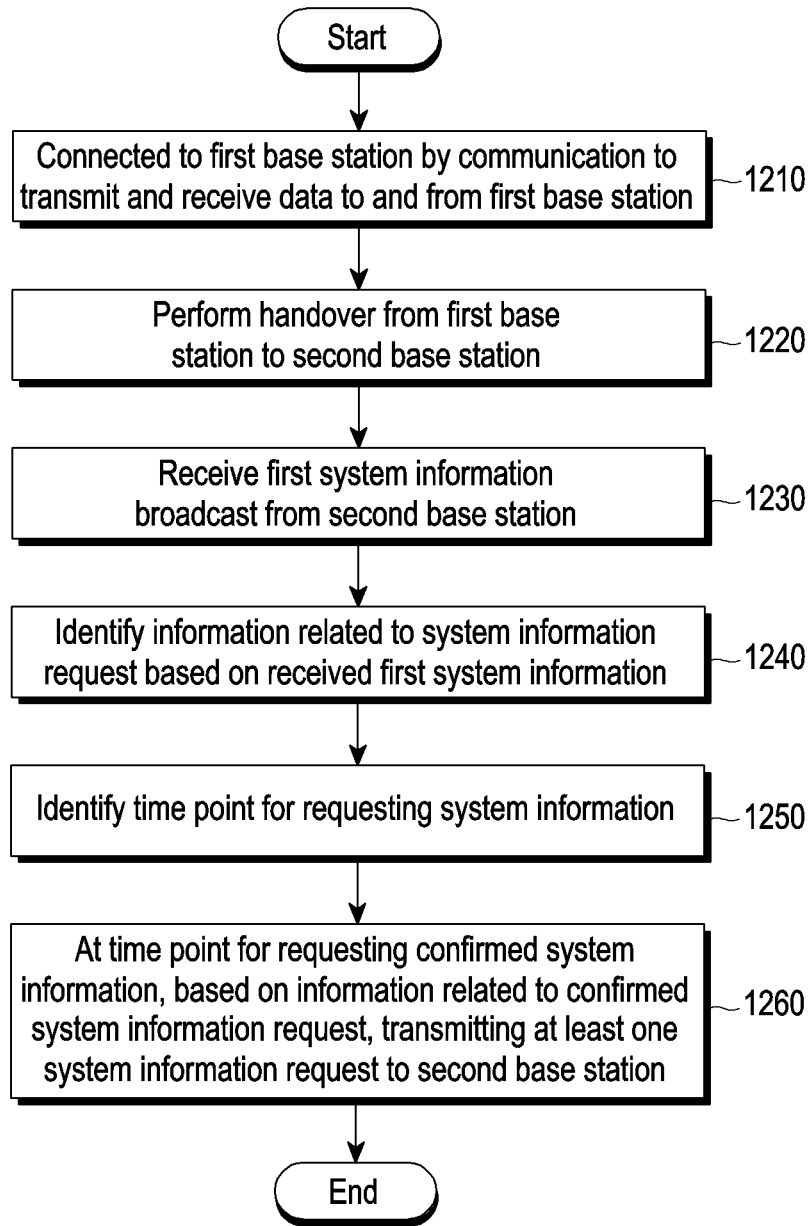 Start
Connected to first base station by communication to
transmit and receive data to and from first base station
1210
Perform handover from first base
station to second base station
1220
Receive first system information
broadcast from second base station
1230
Identify information related to system information
request based on received first system information
1240
Identify time point for requesting system information
1250
At time point for requesting confirmed system
information, based on information related to confirmed
system information request, transmitting at least one
system information request to second base station
1260
End